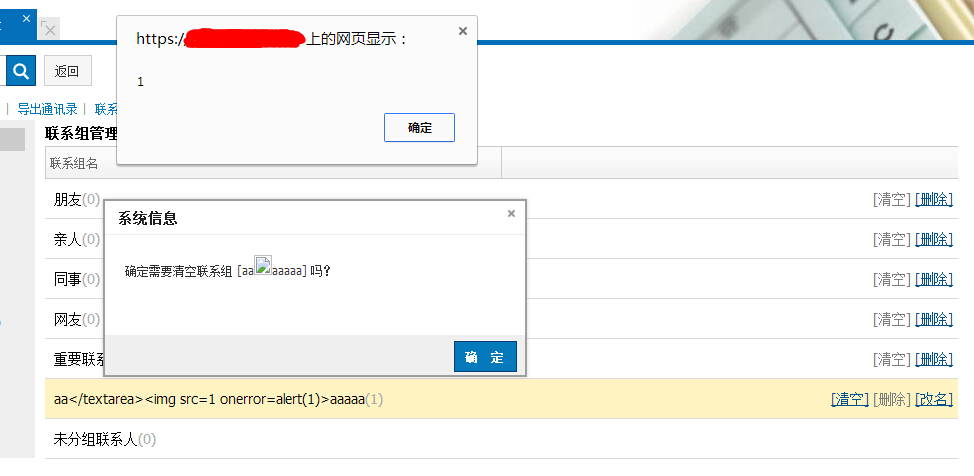 https:/ 上的网页显示：
1
确定
返回
导出通讯录 | 联系
联系组管理
联系组名
朋友(0) [清空] [删除]
系统信息
亲人(0) [清空] [删除]
确定需要清空联系组 [aa aaaaa] 吗?
同事(0) [清空] [删除]
网友(0) [清空] [删除]
重要联系 [清空] [删除]
确 定
aa</textarea><img src=1 onerror=alert(1)>aaaaa(1) [清空] [删除] [改名]
未分组联系人(0)